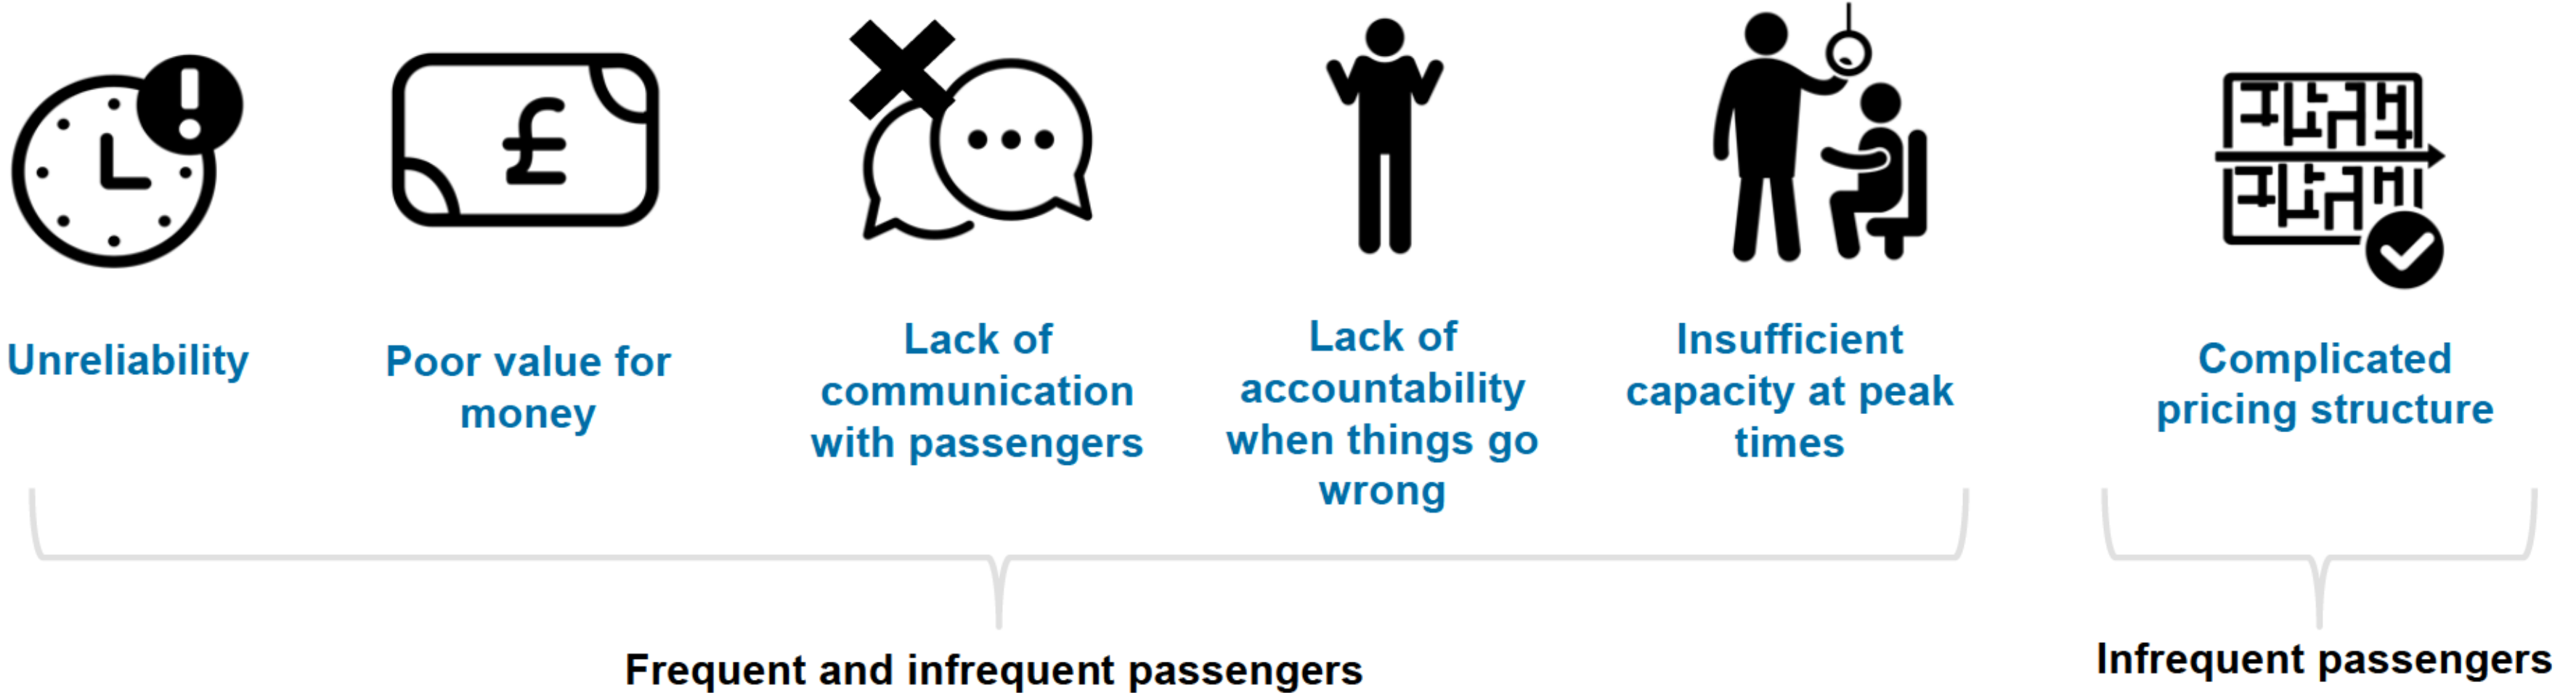 Unreliability
Poor value for
money
Lack of
communication
with passengers
Lack of
accountability
when things go
wrong
Insufficient
capacity at peak
times
Complicated
pricing structure
Frequent and infrequent passengers
Infrequent passengers